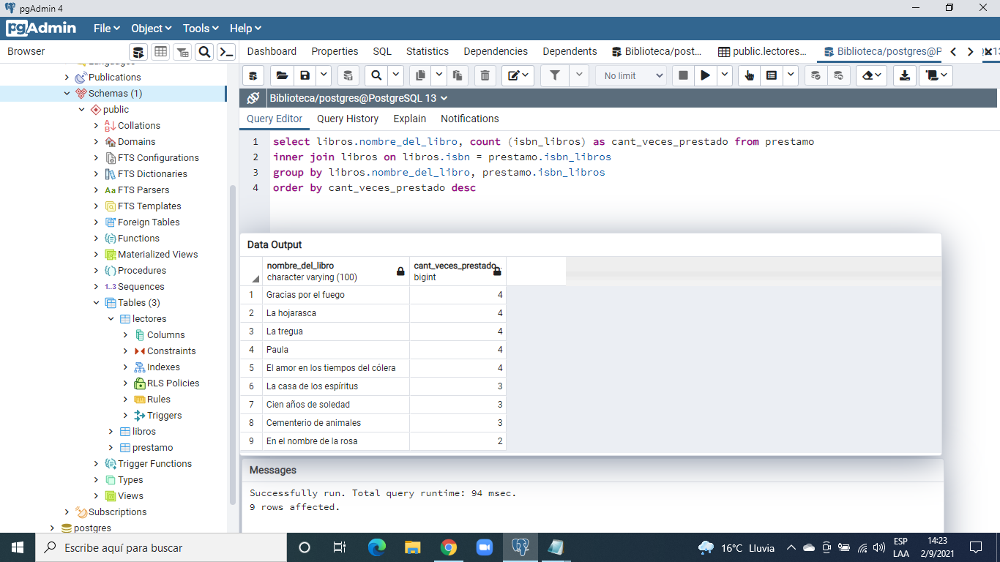 pgAdmin 4
pgAdmin File Object Tools Help
Browser
Dashboard Properties SQL Statistics Dependencies Dependents Biblioteca/post... public.lectores... Biblioteca/postgres@P
Languages
Publications
Schemas (1)
public
Collations
Domains
FTS Configurations
FTS Dictionaries
Aa FTS Parsers
FTS Templates
Foreign Tables
Functions
Materialized Views
Procedures
1..3 Sequences
Tables (3)
lectores
Columns
Constraints
Indexes
RLS Policies
Rules
Triggers
libros
prestamo
Trigger Functions
Types
Views
Subscriptions
postgres
No limit
Biblioteca/postgres@PostgreSQL 13
Query Editor Query History Explain Notifications
1 select libros.nombre_del_libro, count (isbn_libros) as cant_veces_prestado from prestamo
2 inner join libros on libros.isbn = prestamo.isbn_libros
3 group by libros.nombre_del_libro, prestamo.isbn_libros
4 order by cant_veces_prestado desc
Data Output
nombre_del_libro cant_veces_prestado
character varying (100) bigint
1 Gracias por el fuego 4
2 La hojarasca 4
3 La tregua 4
4 Paula 4
5 El amor en los tiempos del cólera 4
6 La casa de los espíritus 3
7 Cien años de soledad 3
8 Cementerio de animales 3
9 En el nombre de la rosa 2
Messages
Successfully run. Total query runtime: 94 msec.
9 rows affected.
Escribe aquí para buscar
16°C Lluvia
ESP
LAA
14:23
2/9/2021